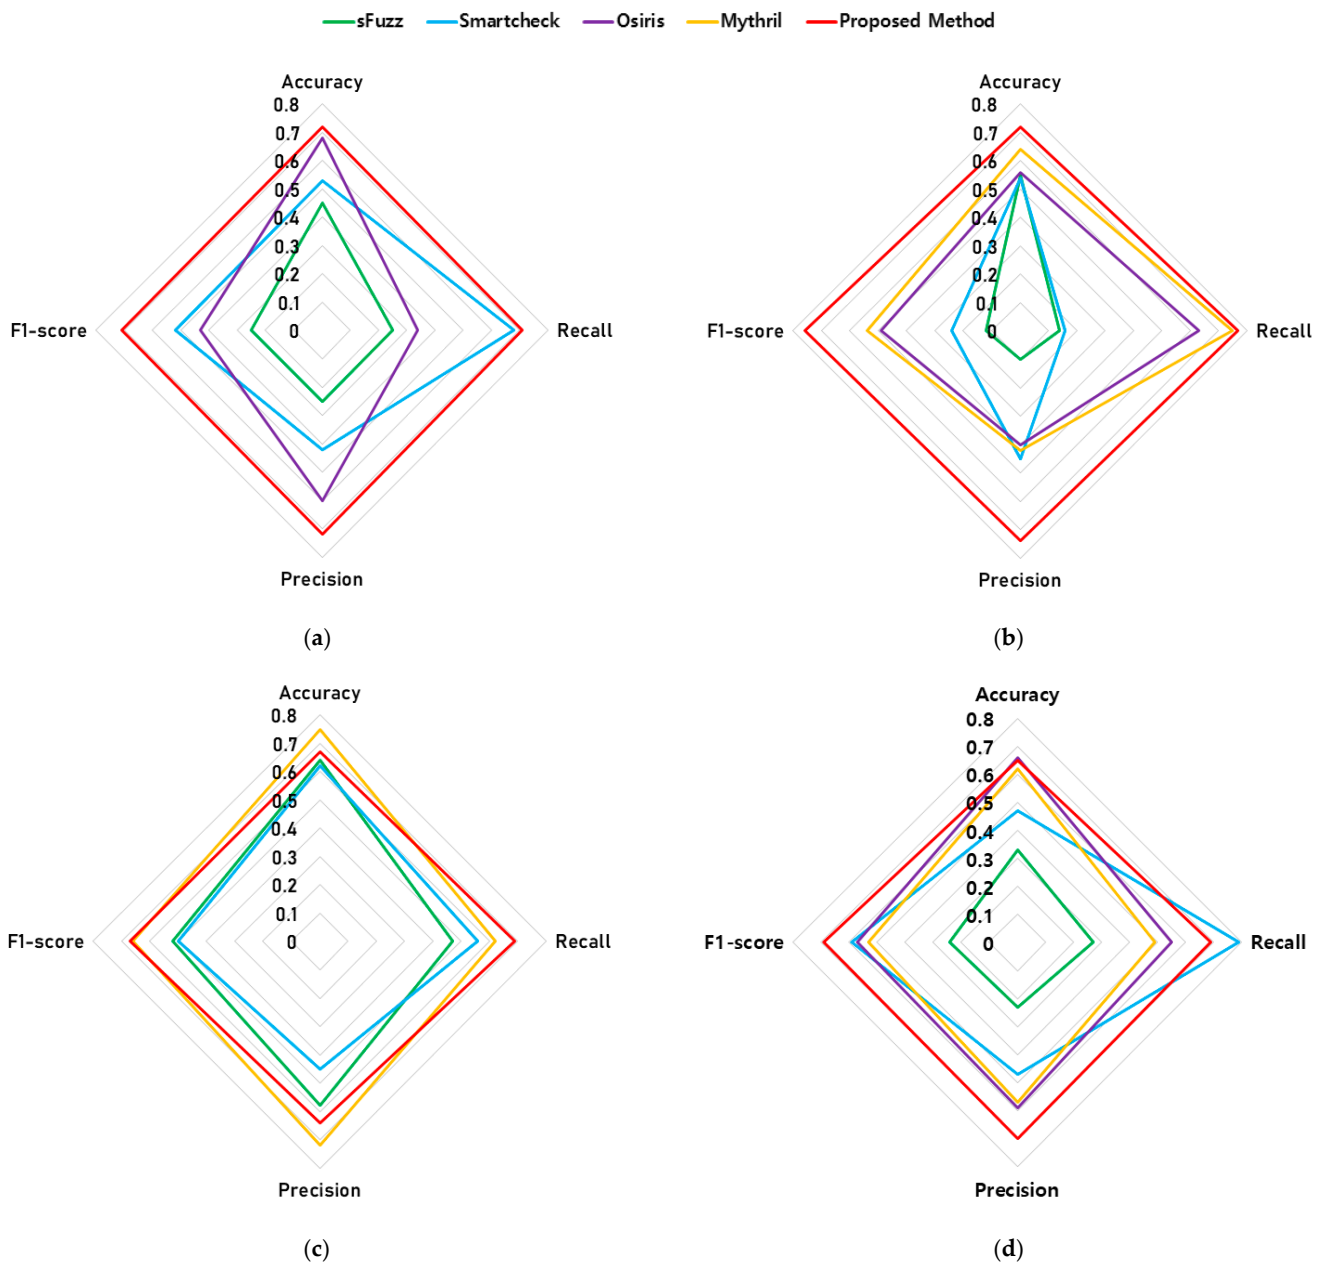 sFuzz Smartcheck Osiris Mythril Proposed Method
Accuracy Accuracy
0.8 0.8
0.7 0.7
0.6 0.6
0.5 0.5
0.4 0.4
0.3 0.3
0.2 0.2
0.1 0.1
F1-score 0 Recall F1-score 0 Recall
Precision Precision
(a) (b)
Accuracy Accuracy
0.8 0.8
0.7 0.7
0.6 0.6
0.5 0.5
0.4 0.4
0.3 0.3
0.2 0.2
0.1 0.1
F1-score 0 Recall F1-score 0 Recall
Precision Precision
(c) (d)